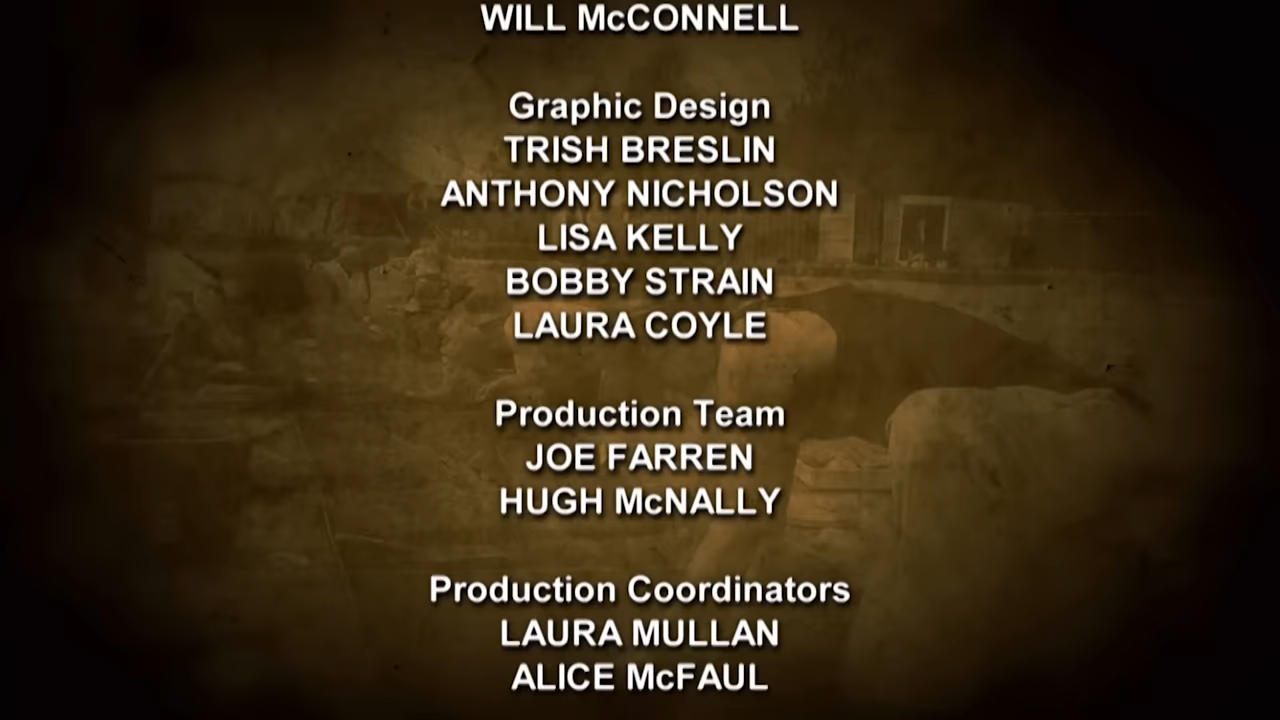 WILL McCONNELL
Graphic Design
TRISH BRESLIN
ANTHONY NICHOLSON
LISA KELLY
BOBBY STRAIN
LAURA COYLE
Production Team
JOE FARREN
HUGH McNALLY
Production Coordinators
LAURA MULLAN
ALICE McFAUL